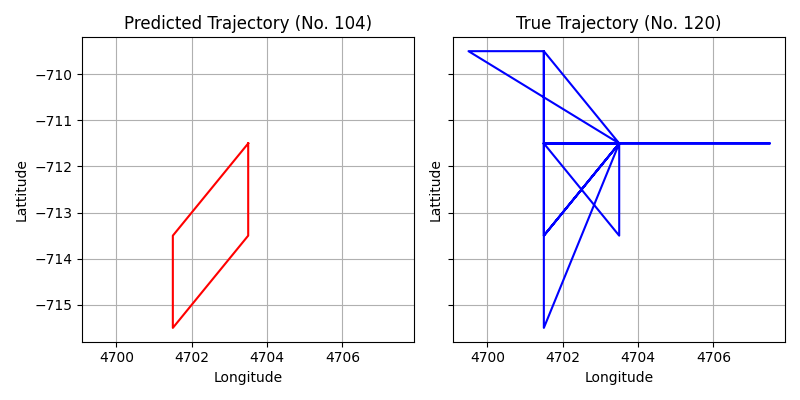 Predicted Trajectory (No. 104)
True Trajectory (No. 120)
Lattitude
−710
−711
−712
−713
−714
−715
4700
4702
4704
4706
Longitude
Lattitude
4700
4702
4704
4706
Longitude